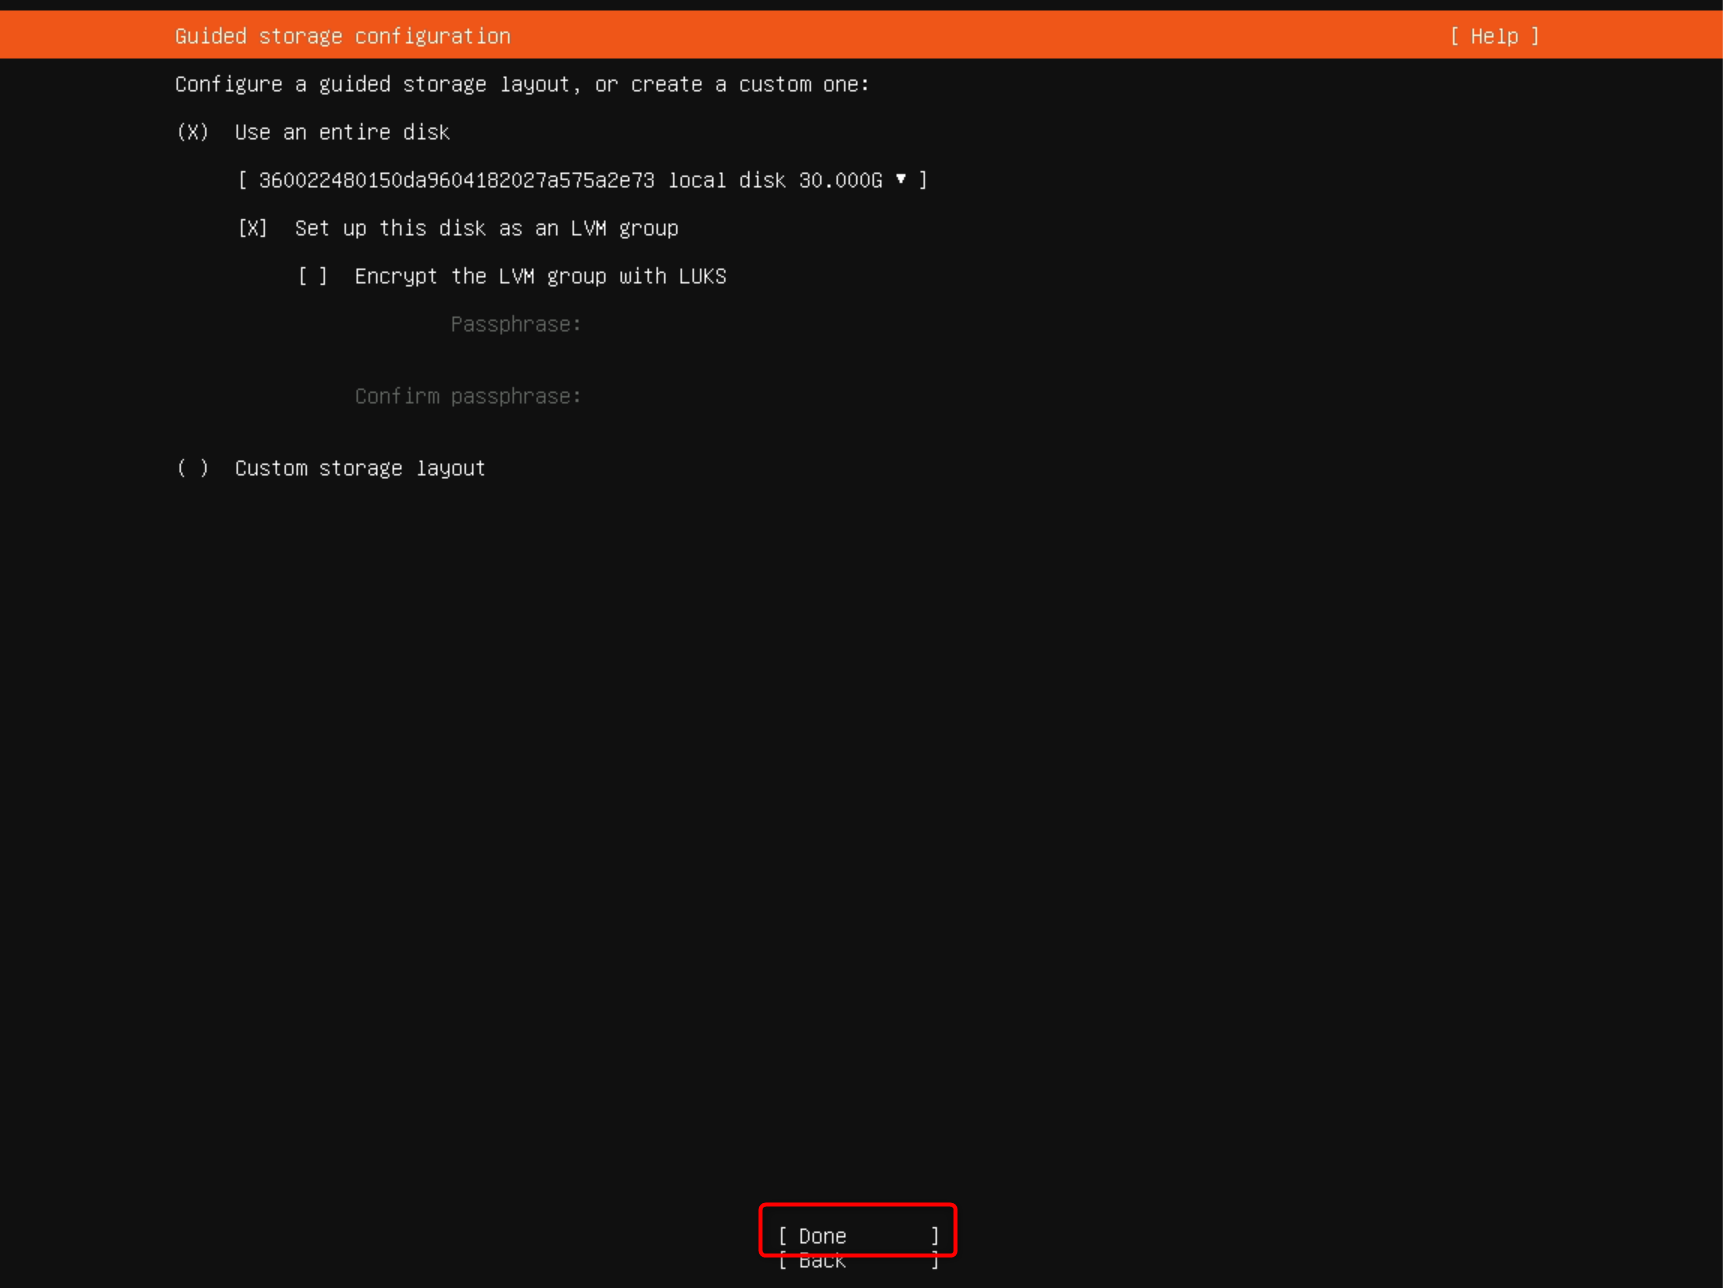 Guided storage configuration [ Help ]
Configure a guided storage layout, or create a custom one:
(X) Use an entire disk
[ 360022480150da9604182027a575a2e73 local disk 30.000G ▾ ]
[X] Set up this disk as an LVM group
[ ] Encrypt the LVM group with LUKS
Passphrase:
Confirm passphrase:
( ) Custom storage layout
[ Done ]
[ Back ]